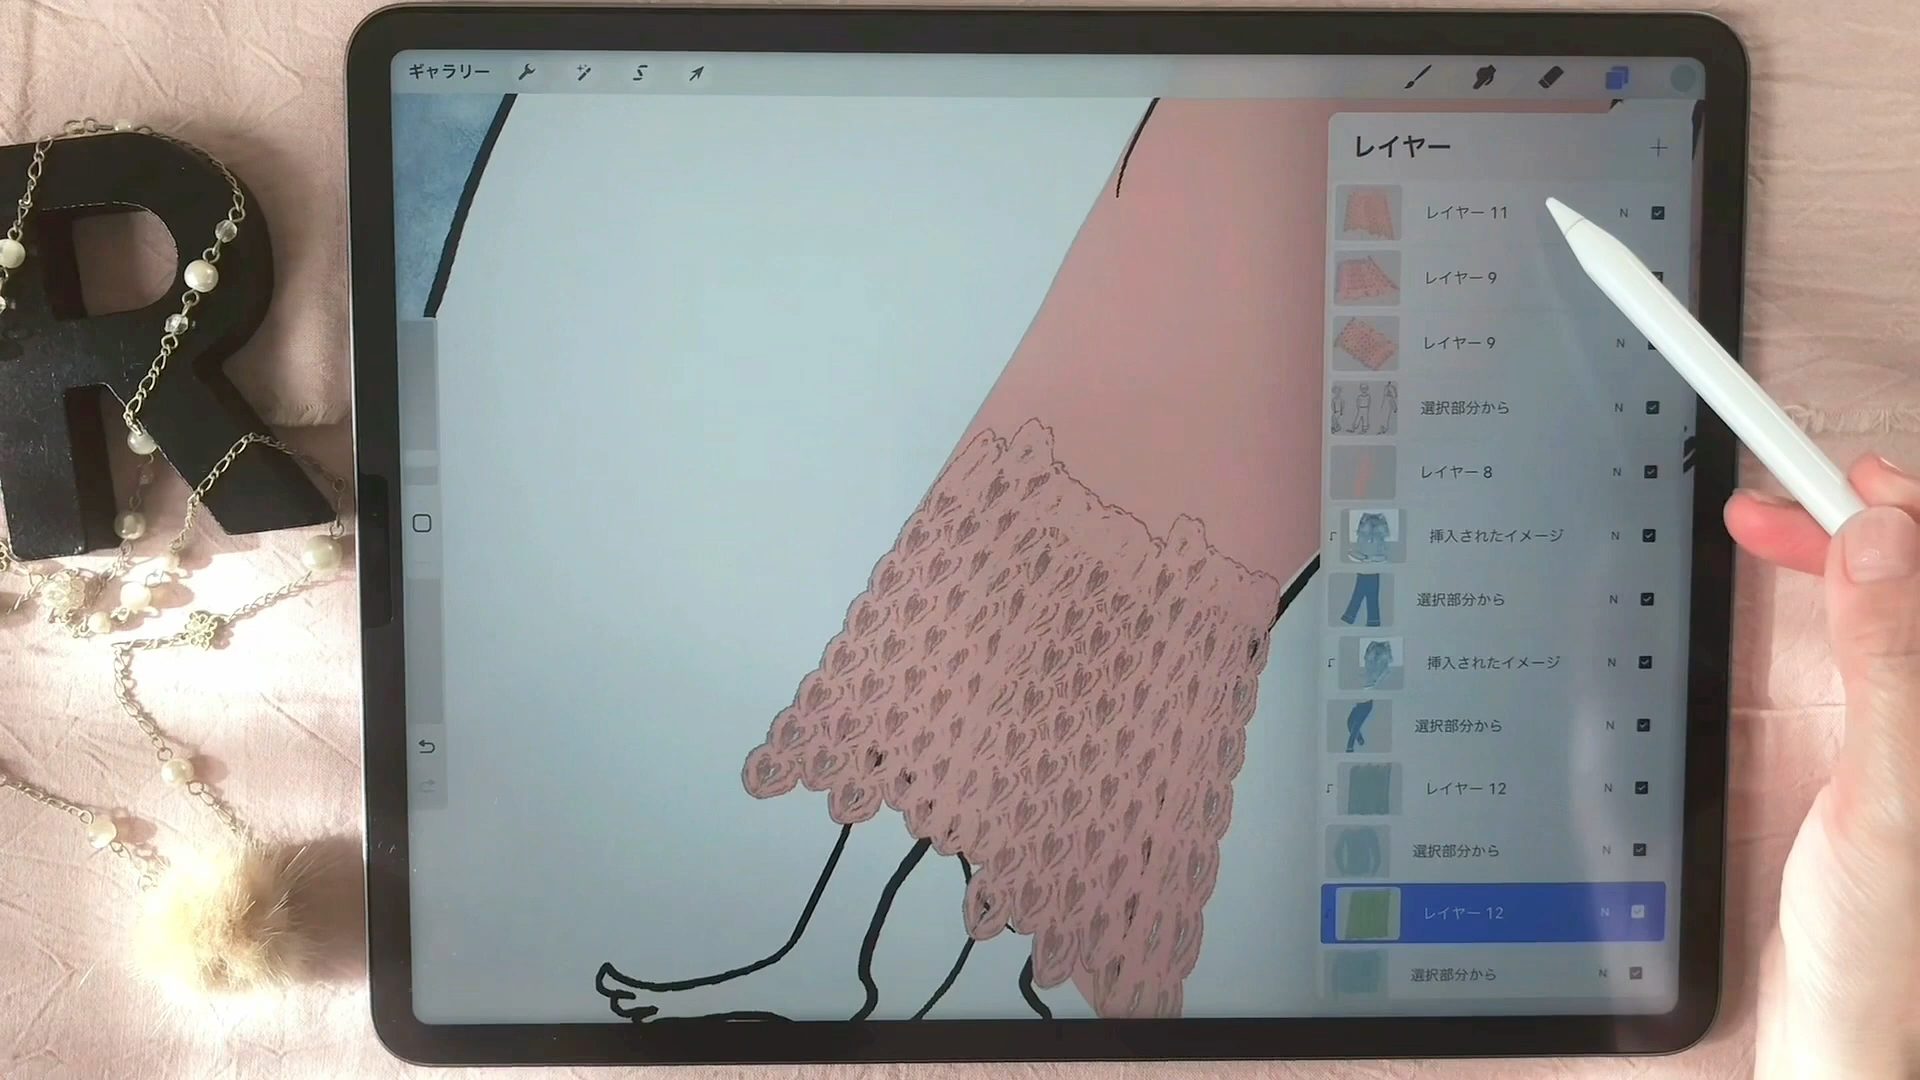 ギャラリー
レイヤー
レイヤー 11
N
レイヤー 9
レイヤー 9
N
選択部分から
N
レイヤー 8
N
挿入されたイメージ
N
選択部分から
N
挿入されたイメージ
N
選択部分から
N
レイヤー 12
N
選択部分から
N
レイヤー 12
N
選択部分から
N
R